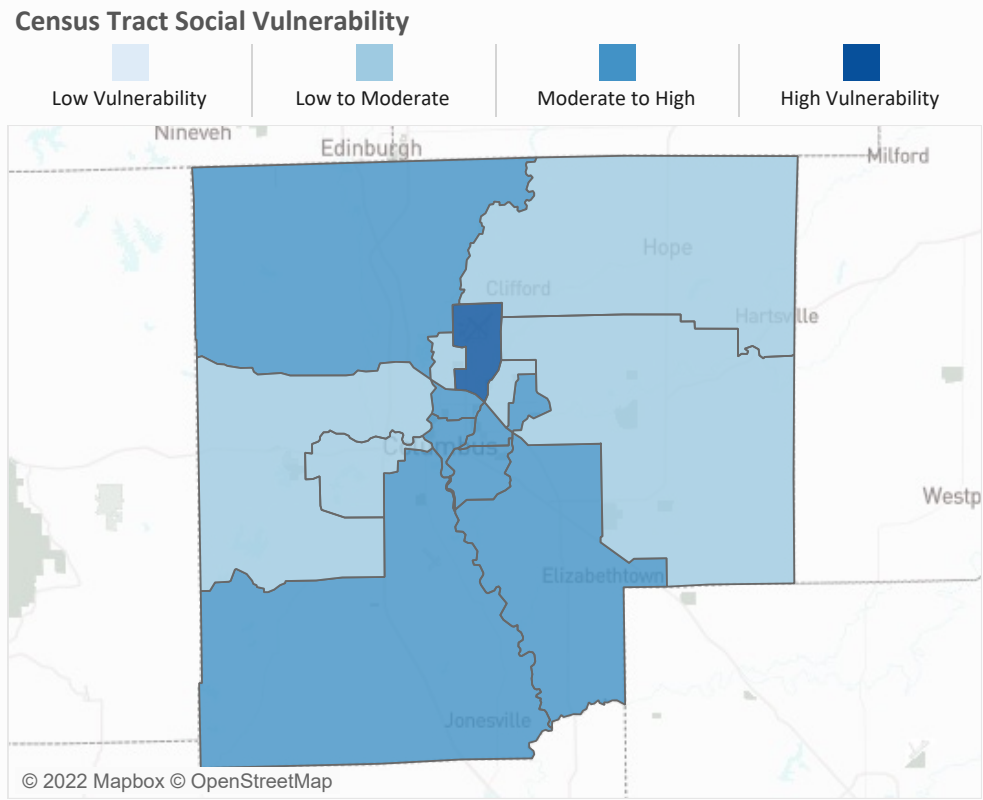 Census Tract Social Vulnerability
Low Vulnerability
Low to Moderate
Moderate to High
High Vulnerability
Nineveh
Edinburgh
Milford
Hope
Clifford
Hartsville
Columbus
Westp
Elizabethtown
Jonesville
© 2022 Mapbox © OpenStreetMap